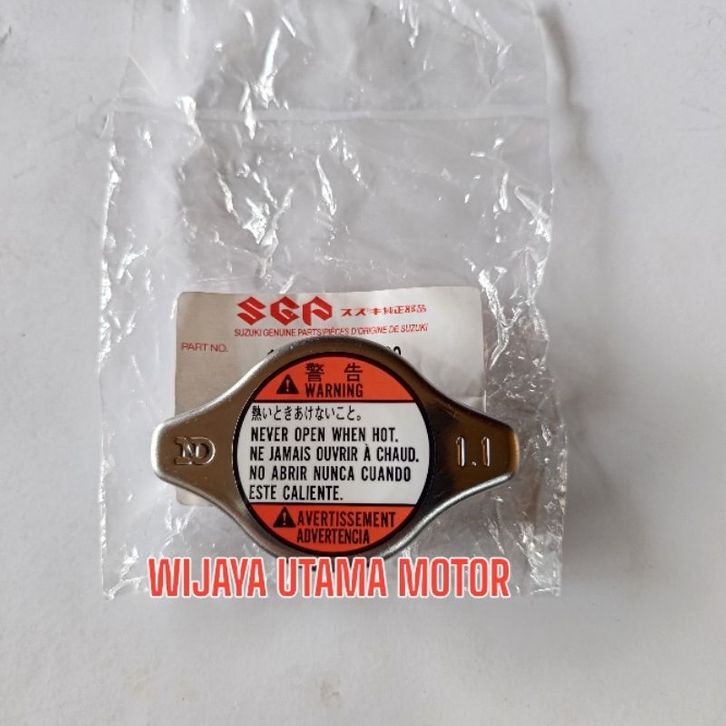 SGP スズキ純正部品
SUZUKI GENUINE PARTS/PIÈCES D'ORIGINE DE SUZUKI
PART NO.
警告
WARNING
熱いときあけないこと。
NEVER OPEN WHEN HOT.
NE JAMAIS OUVRIR À CHAUD.
NO ABRIR NUNCA CUANDO
ESTE CALIENTE.
AVERTISSEMENT
ADVERTENCIA
ND
1.1
WIJAYA UTAMA MOTOR